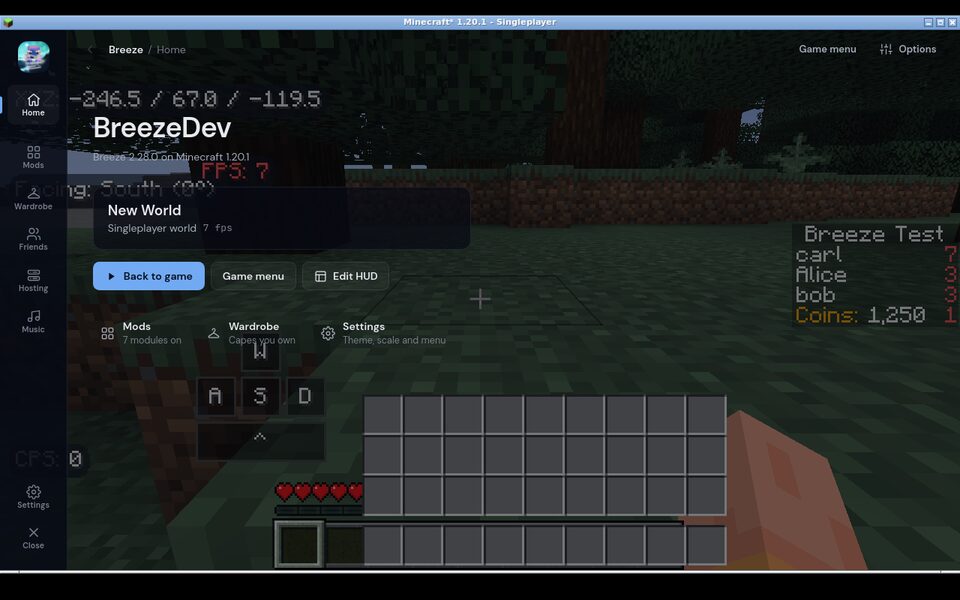 Minecraft* 1.20.1 - Singleplayer
Breeze / Home
Game menu
Options
-246.5 / 67.0 / -119.5
Home
BreezeDev
Breeze 2.28.0 on Minecraft 1.20.1
FPS: 7
Mods
Facing: South (0°)
Wardrobe
New World
Singleplayer world 7 fps
Friends
Breeze Test
carl 7
Alice 3
bob 3
Coins: 1,250 1
Back to game
Game menu
Edit HUD
Hosting
Music
Mods
7 modules on
Wardrobe
Capes you own
Settings
Theme, scale and menu
W
A S D
^
CPS: 0
Settings
Close